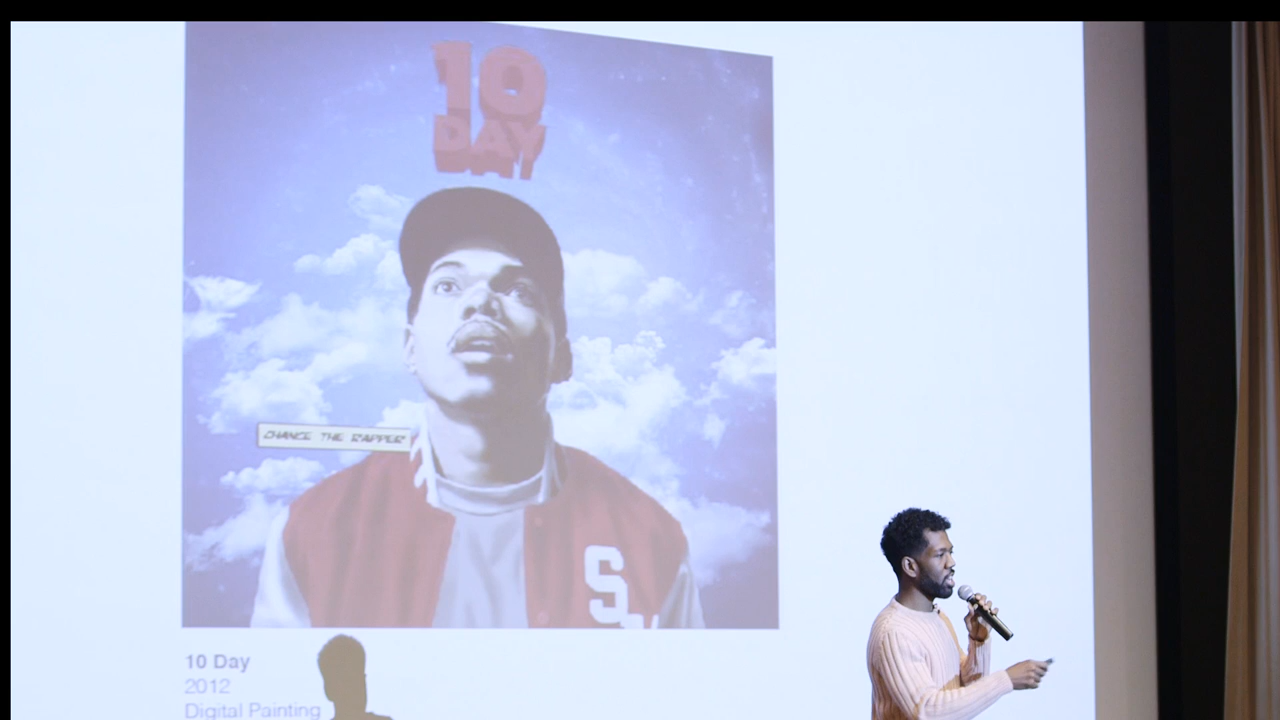 10
DAY
CHANCE THE RAPPER
S
10 Day
2012
Digital Painting